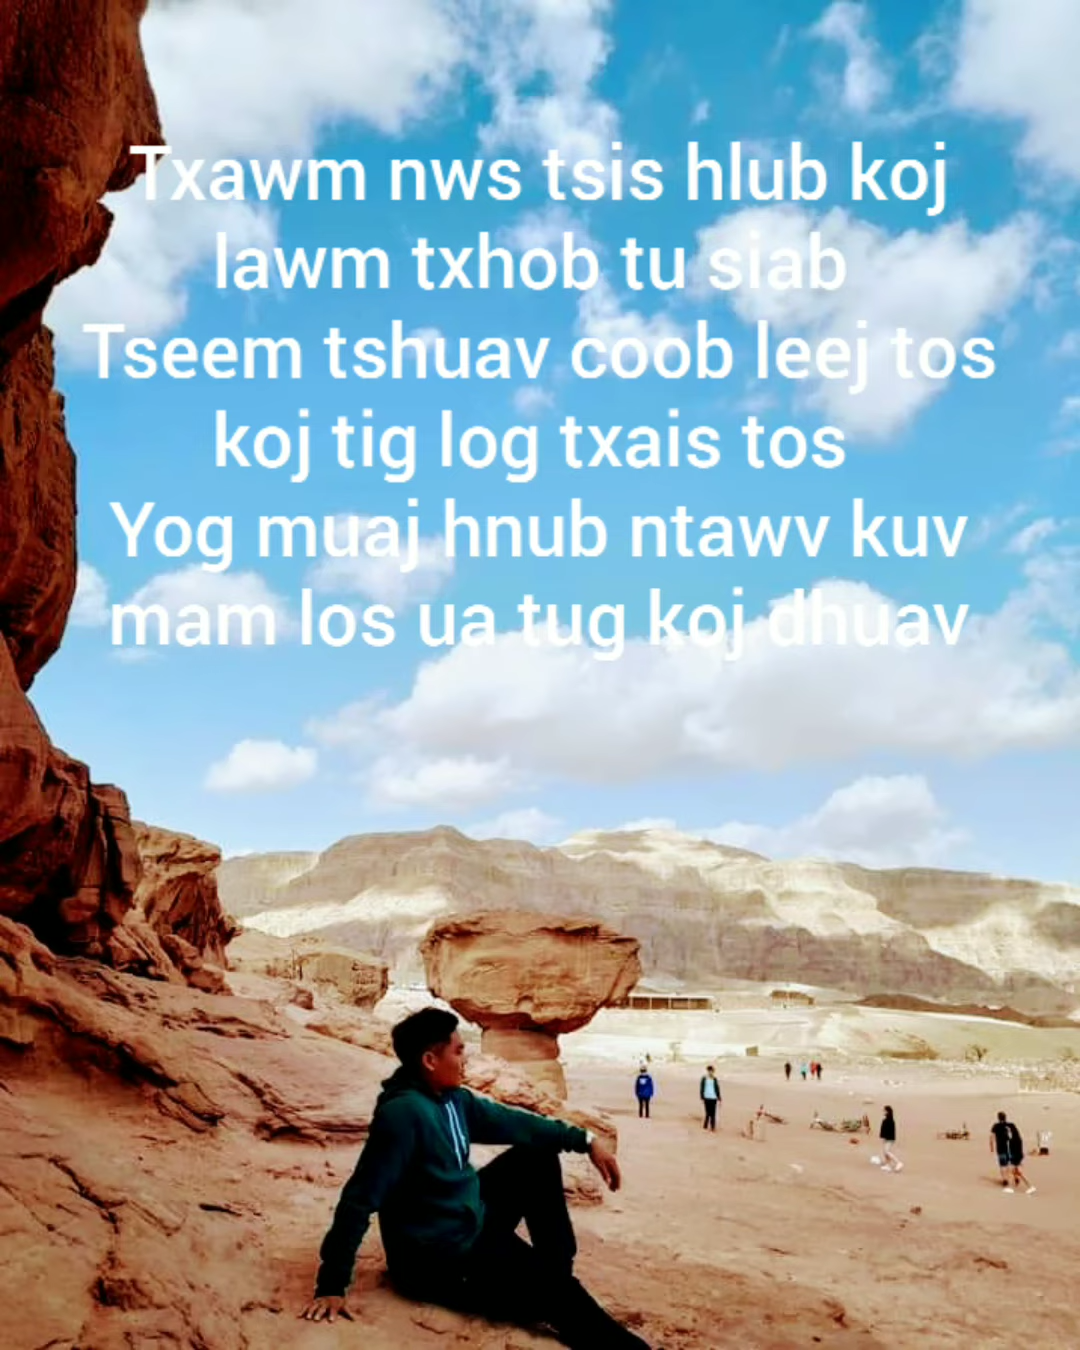 Txawm nws tsis hlub koj
lawm txhob tu siab
Tseem tshuav coob leej tos
koj tig log txais tos
Yog muaj hnub ntawv kuv
mam los ua tug koj dhuav